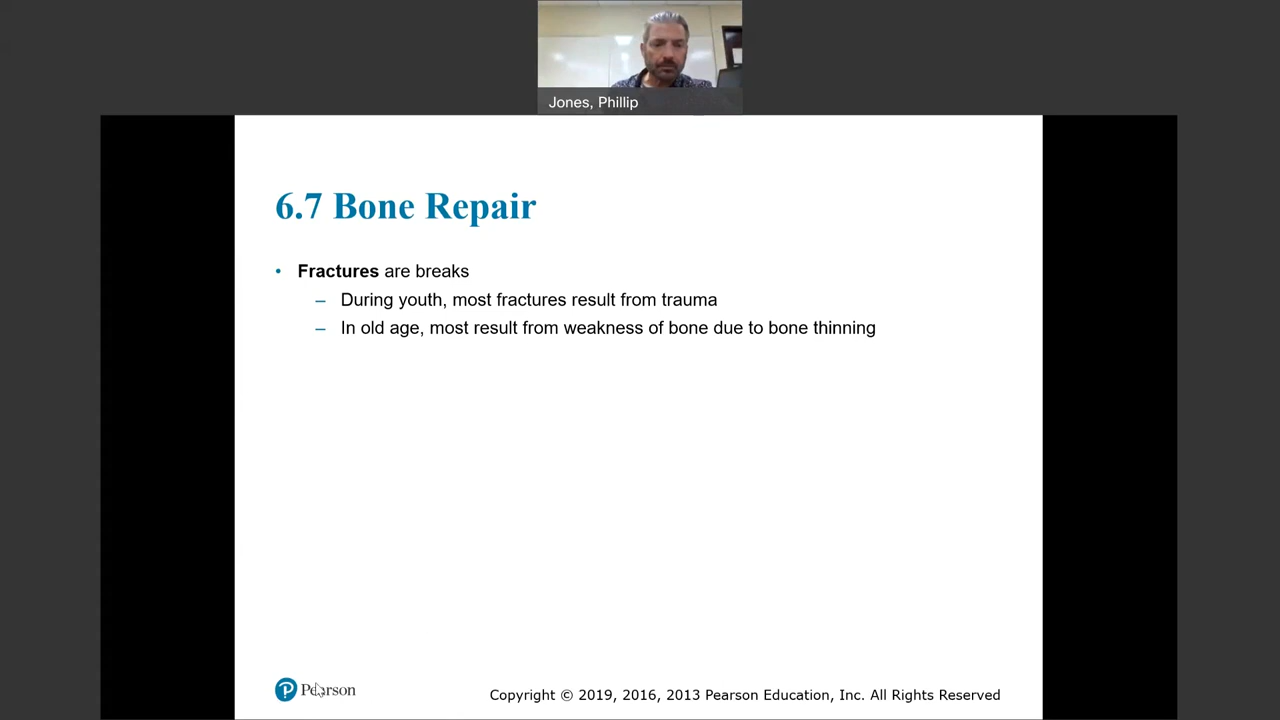 Jones, Phillip
6.7 Bone Repair
• Fractures are breaks
– During youth, most fractures result from trauma
– In old age, most result from weakness of bone due to bone thinning
P Pearson
Copyright © 2019, 2016, 2013 Pearson Education, Inc. All Rights Reserved